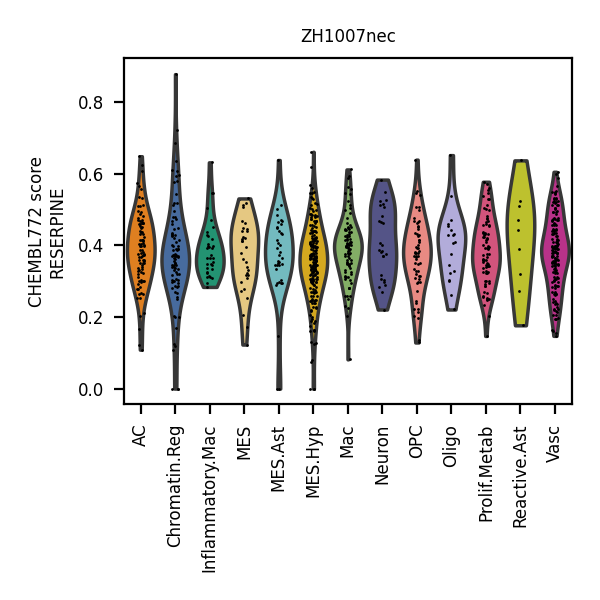 ZH1007nec
CHEMBL772 score
RESERPINE
0.8
0.6
0.4
0.2
0.0
AC
Chromatin.Reg
Inflammatory.Mac
MES
MES.Ast
MES.Hyp
Mac
Neuron
OPC
Oligo
Prolif.Metab
Reactive.Ast
Vasc